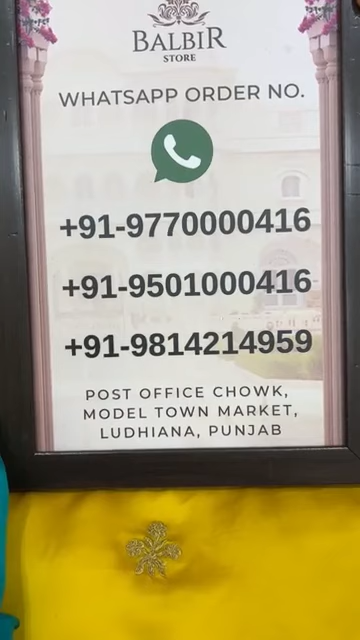 BALBIR
STORE
WHATSAPP ORDER NO.
+91-9770000416
+91-9501000416
+91-9814214959
POST OFFICE CHOWK,
MODEL TOWN MARKET,
LUDHIANA, PUNJAB